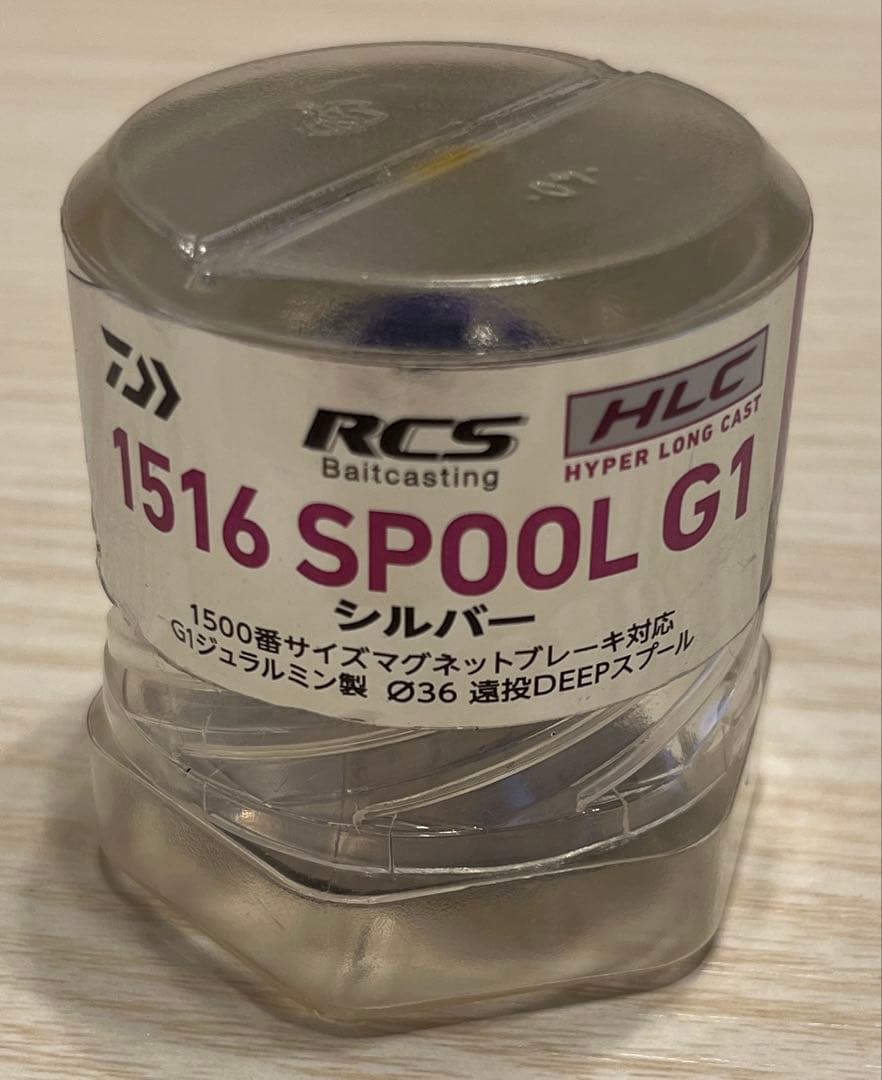 RCS
Baitcasting
HLC
HYPER LONG CAST
1516 SPOOL G1
シルバー
1500番サイズマグネットブレーキ対応
G1ジュラルミン製 Ø36 遠投DEEPスプール